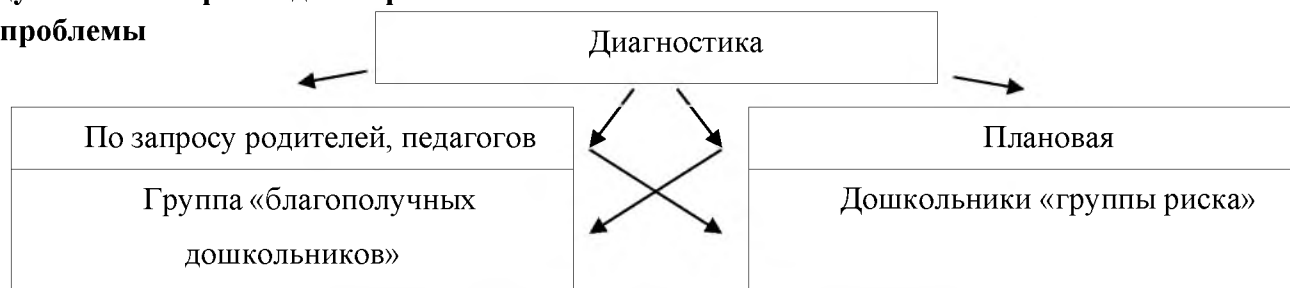 проблемы
Диагностика
По запросу родителей, педагогов
Плановая
Группа «благополучных
дошкольников»
Дошкольники «группы риска»